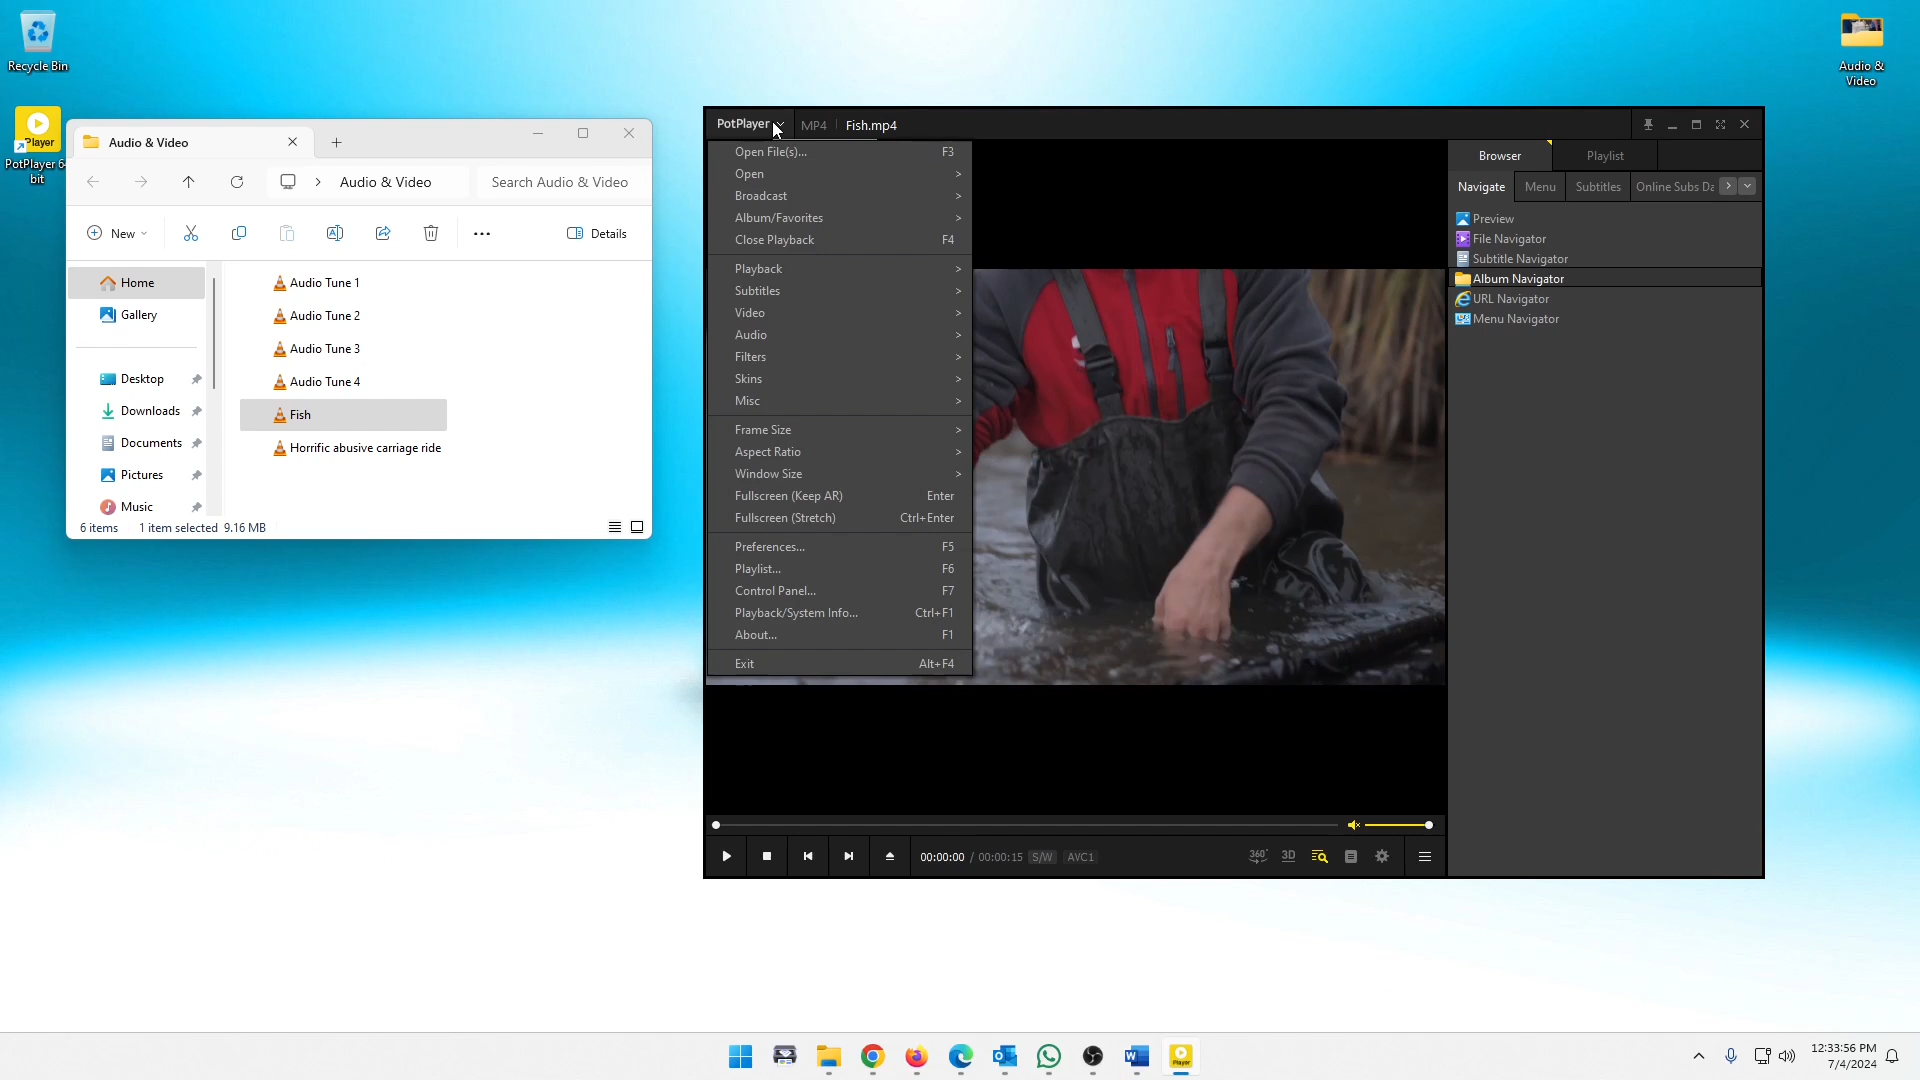 Recycle Bin
Audio &
Video
Player
PotPlayer 64
bit
Audio & Video
Audio & Video
Search Audio & Video
New
Details
Home
Gallery
Desktop
Downloads
Documents
Pictures
Music
Audio Tune 1
Audio Tune 2
Audio Tune 3
Audio Tune 4
Fish
Horrific abusive carriage ride
6 items 1 item selected 9.16 MB
PotPlayer MP4 Fish.mp4
Open File(s)... F3
Open >
Broadcast >
Album/Favorites >
Close Playback F4
Playback >
Subtitles >
Video >
Audio >
Filters >
Skins >
Misc >
Frame Size >
Aspect Ratio >
Window Size >
Fullscreen (Keep AR) Enter
Fullscreen (Stretch) Ctrl+Enter
Preferences... F5
Playlist... F6
Control Panel... F7
Playback/System Info... Ctrl+F1
About... F1
Exit Alt+F4
Browser Playlist
Navigate Menu Subtitles Online Subs Da
Preview
File Navigator
Subtitle Navigator
Album Navigator
URL Navigator
Menu Navigator
00:00:00 / 00:00:15 S/W AVC1
360° 3D
Player
12:33:56 PM
7/4/2024